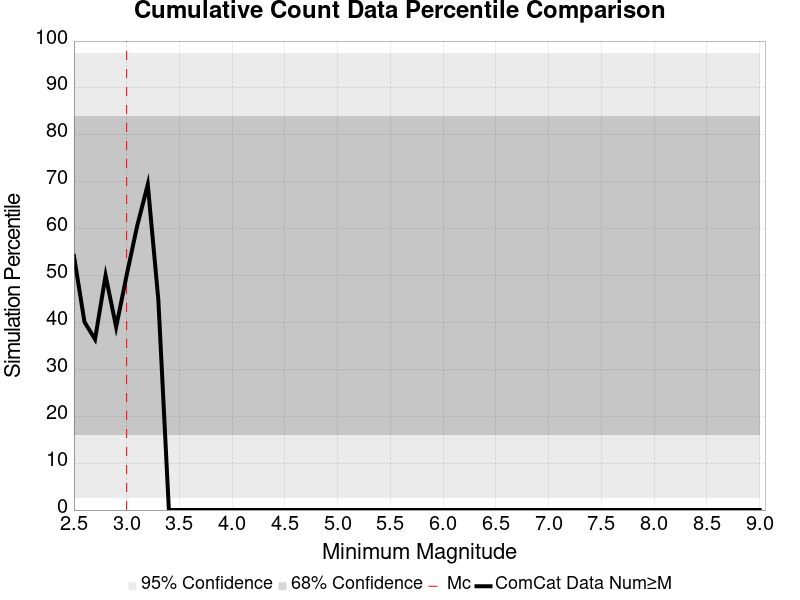 Cumulative Count Data Percentile Comparison
100
90
80
70
60
50
40
30
20
10
0
Simulation Percentile
2.5 3.0 3.5 4.0 4.5 5.0 5.5 6.0 6.5 7.0 7.5 8.0 8.5 9.0
Minimum Magnitude
95% Confidence 68% Confidence Mc ComCat Data Num≥M